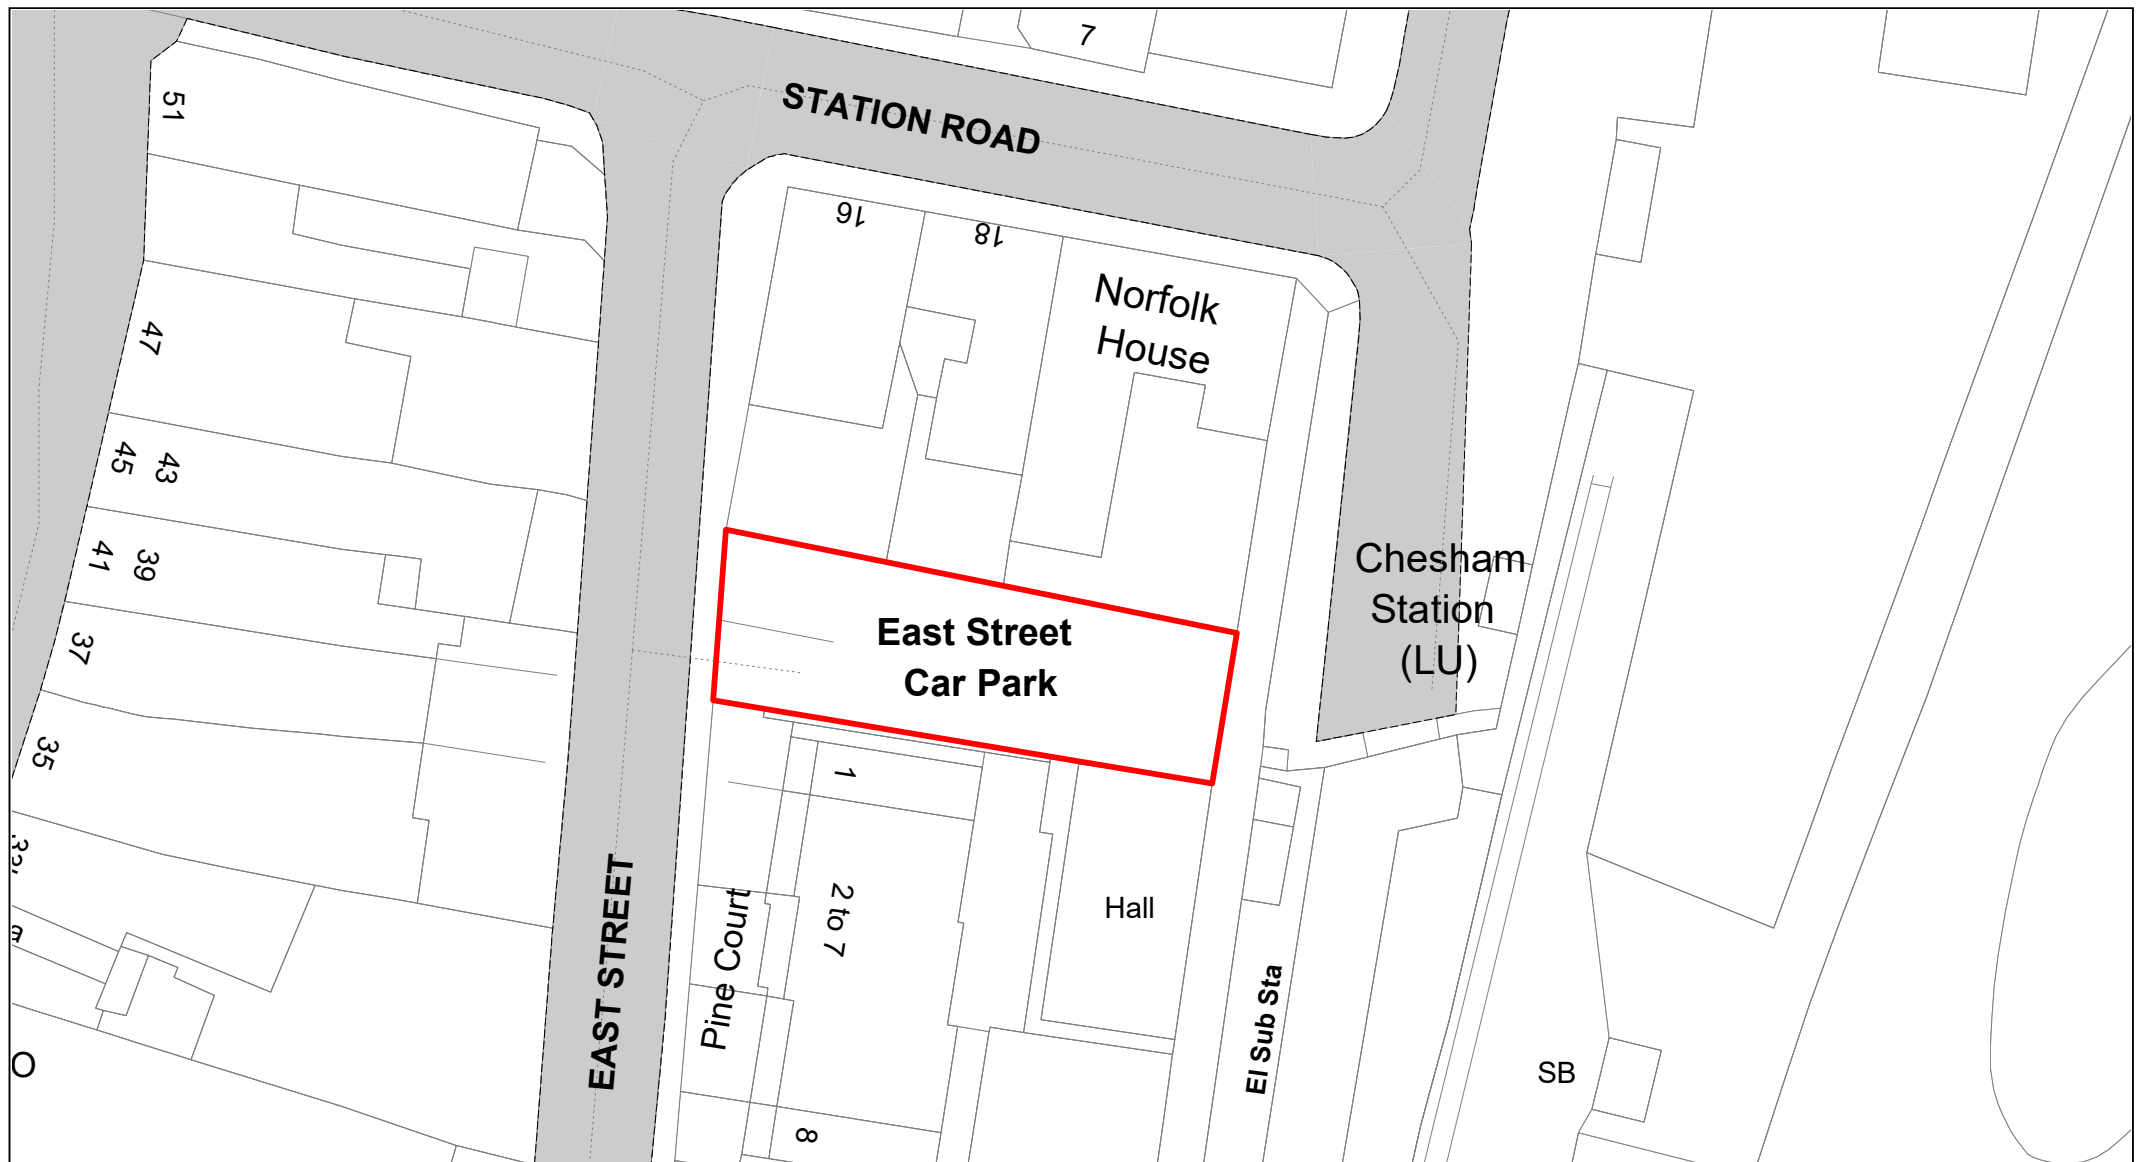 7
51
STATION ROAD
16
18
Norfolk
House
47
45
43
41
39
Chesham
Station
(LU)
East Street
Car Park
37
35
1
EAST STREET
Pine Court
2 to 7
Hall
El Sub Sta
a
O
SB
8